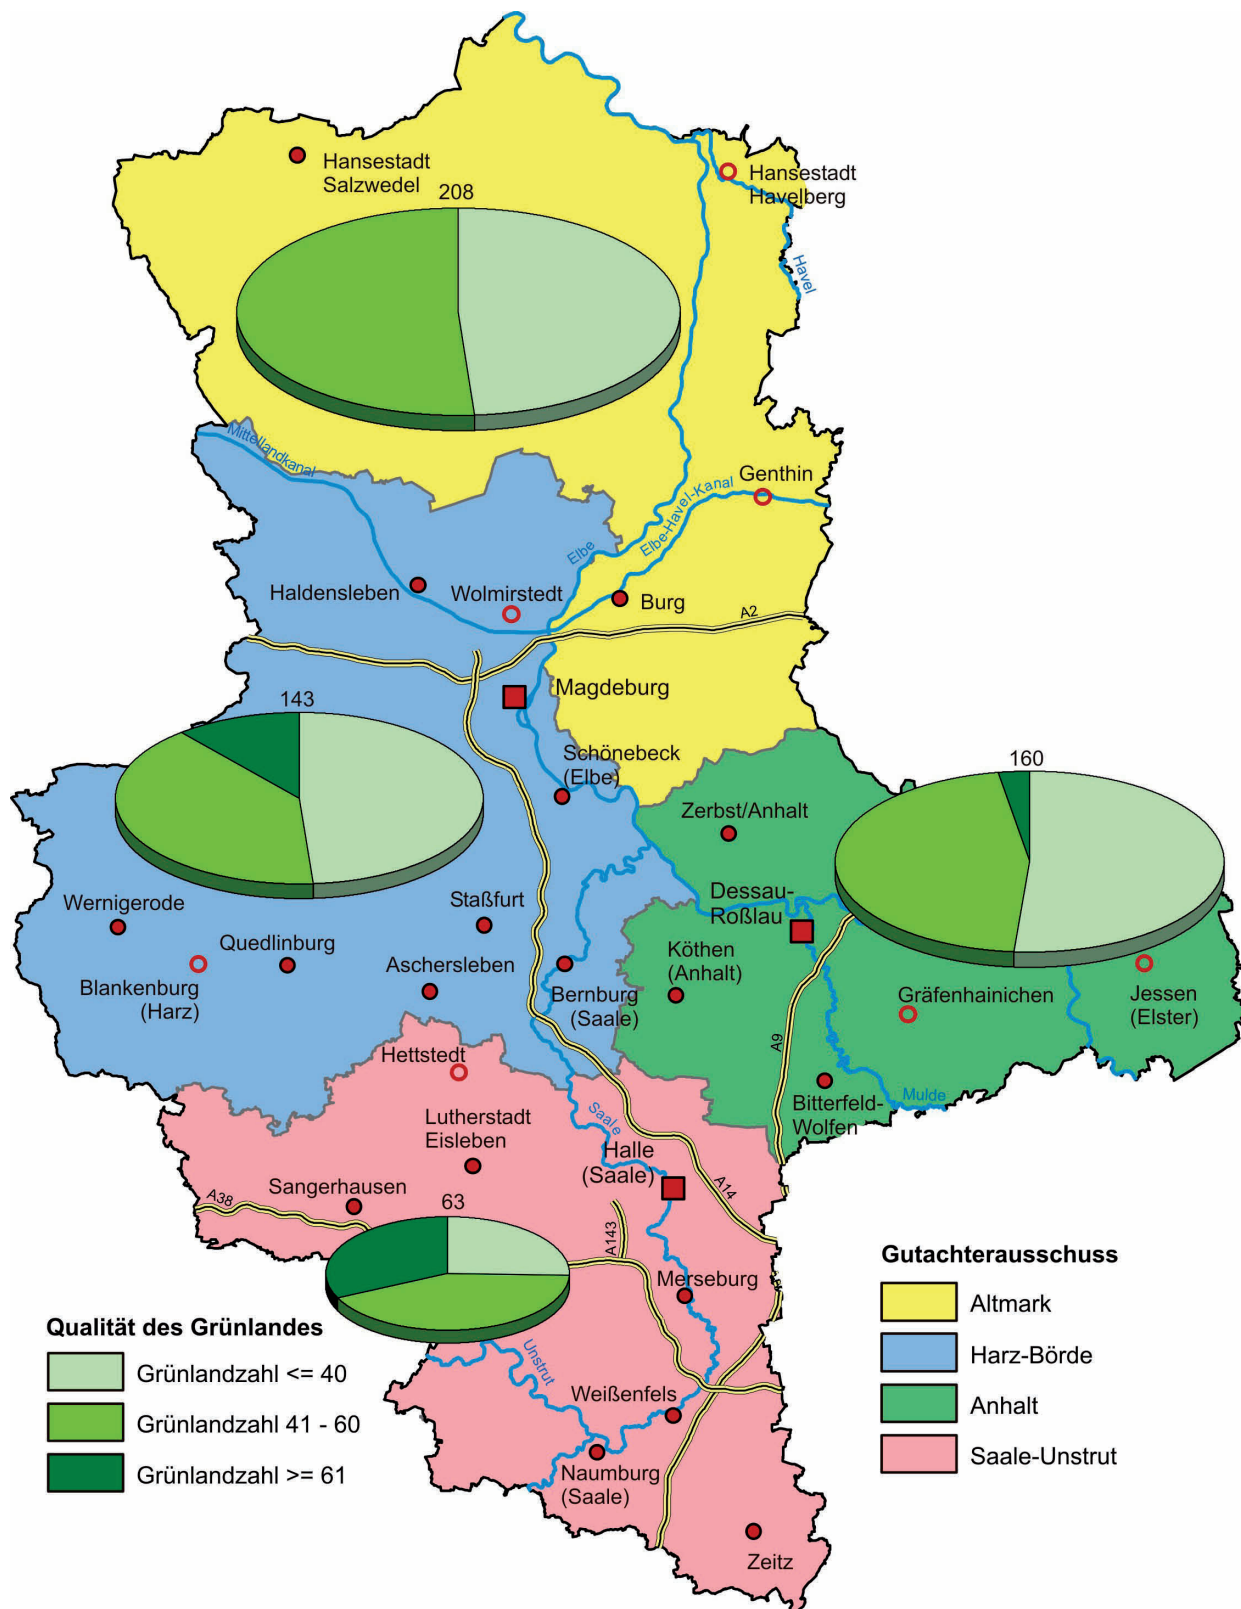 Hansestadt
Salzwedel
208
Hansestadt
Havelberg
Havel
Mittellandkanal
Genthin
Elbe-Havel-Kanal
Elbe
Haldensleben
Wolmirstedt
Burg
A2
Magdeburg
143
Schönebeck
(Elbe)
160
Zerbst/Anhalt
Wernigerode
Staßfurt
Dessau-
Roßlau
Quedlinburg
Köthen
(Anhalt)
Aschersleben
Blankenburg
(Harz)
Bernburg
(Saale)
Gräfenhainichen
Jessen
(Elster)
A9
Hettstedt
Bitterfeld-
Wolfen
Mulde
Saale
Lutherstadt
Eisleben
Halle
(Saale)
A14
Sangerhausen
A38
63
A143
Merseburg
Unstrut
Weißenfels
Naumburg
(Saale)
Zeitz
Qualität des Grünlandes
Grünlandzahl <= 40
Grünlandzahl 41 - 60
Grünlandzahl >= 61
Gutachterausschuss
Altmark
Harz-Börde
Anhalt
Saale-Unstrut